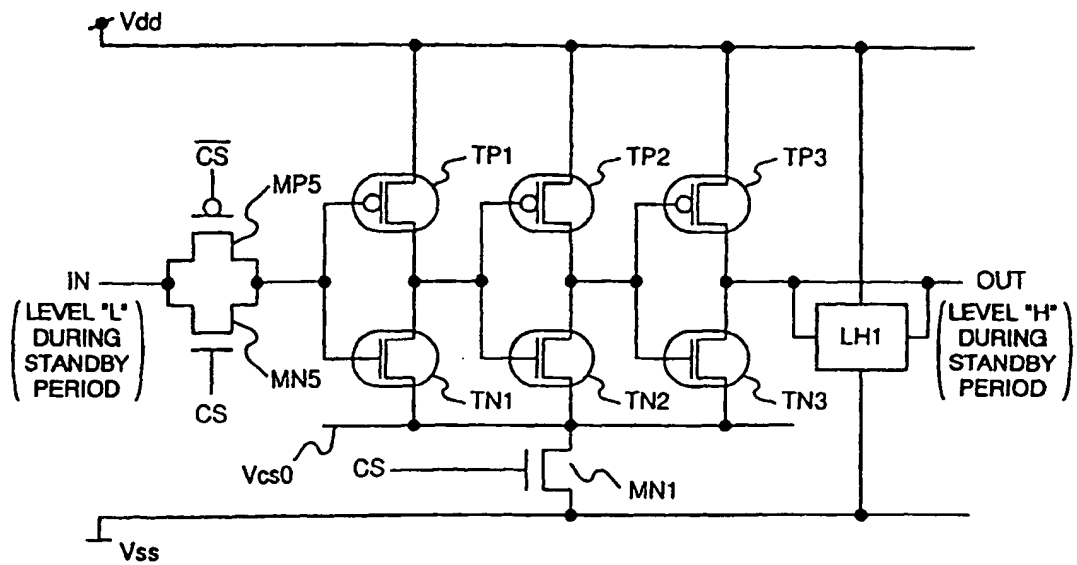 Vdd
C̅S̅
MP5
TP1
TP2
TP3
IN
(LEVEL "L"
DURING
STANDBY
PERIOD)
OUT
(LEVEL "H"
DURING
STANDBY
PERIOD)
LH1
MN5
CS
TN1
TN2
TN3
Vcs0
CS
MN1
Vss